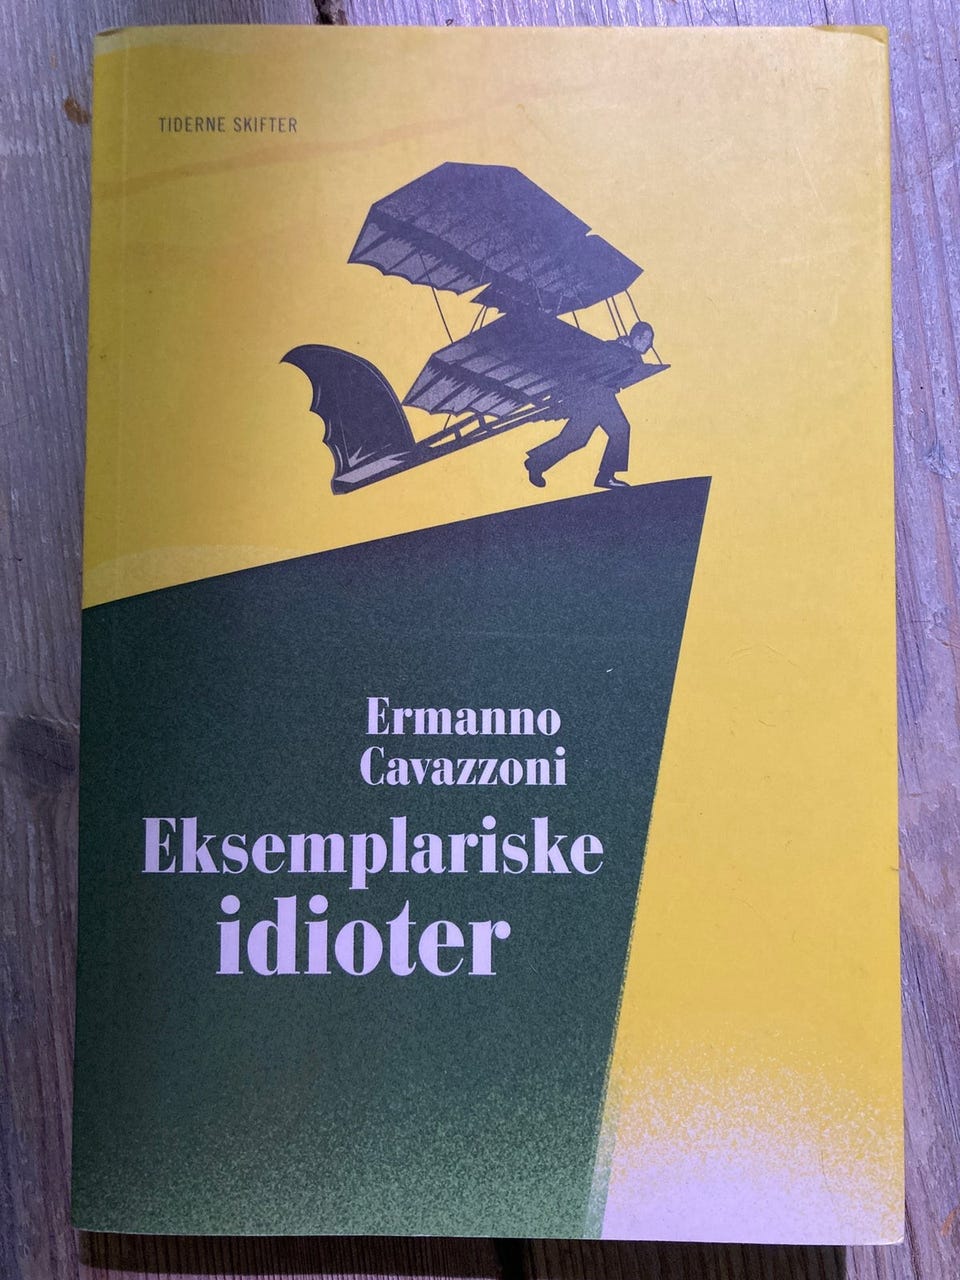 TIDERNE SKIFTER
Ermanno
Cavazzoni
Eksemplariske
idioter